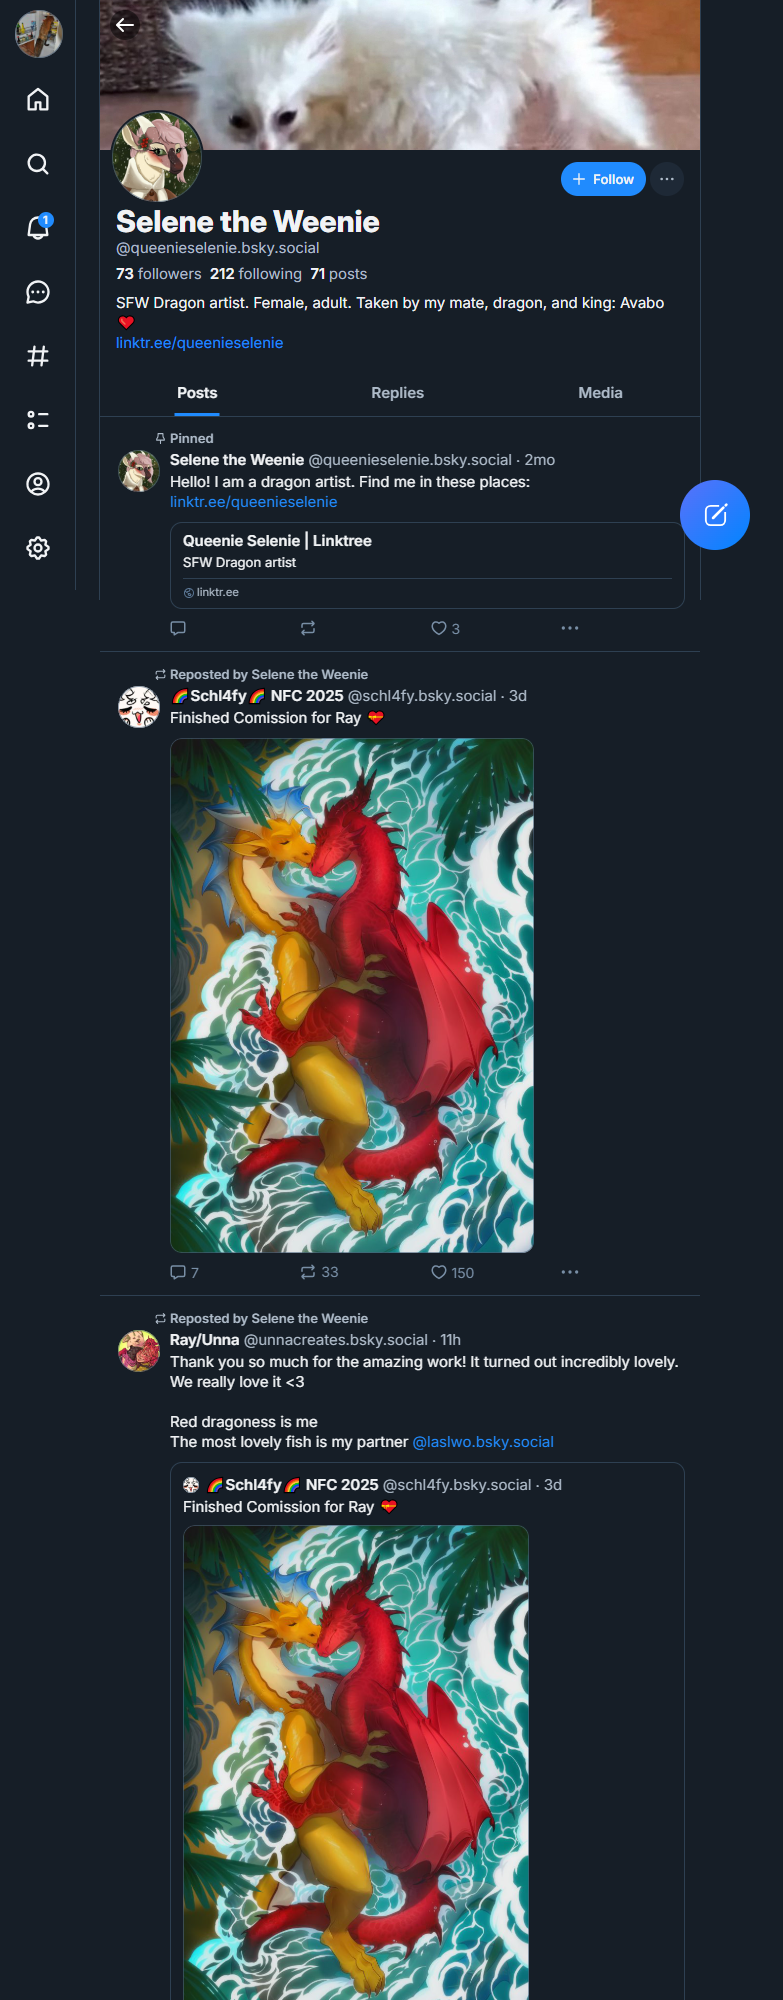 1
+ Follow
Selene the Weenie
@queenieselenie.bsky.social
73 followers 212 following 71 posts
SFW Dragon artist. Female, adult. Taken by my mate, dragon, and king: Avabo
❤️
linktr.ee/queenieselenie
Posts Replies Media
Pinned
Selene the Weenie @queenieselenie.bsky.social · 2mo
Hello! I am a dragon artist. Find me in these places:
linktr.ee/queenieselenie
Queenie Selenie | Linktree
SFW Dragon artist
linktr.ee
3
Reposted by Selene the Weenie
🌈Schl4fy🌈 NFC 2025 @schl4fy.bsky.social · 3d
Finished Comission for Ray 💝
7 33 150
Reposted by Selene the Weenie
Ray/Unna @unnacreates.bsky.social · 11h
Thank you so much for the amazing work! It turned out incredibly lovely.
We really love it <3
Red dragoness is me
The most lovely fish is my partner @laslwo.bsky.social
🌈Schl4fy🌈 NFC 2025 @schl4fy.bsky.social · 3d
Finished Comission for Ray 💝